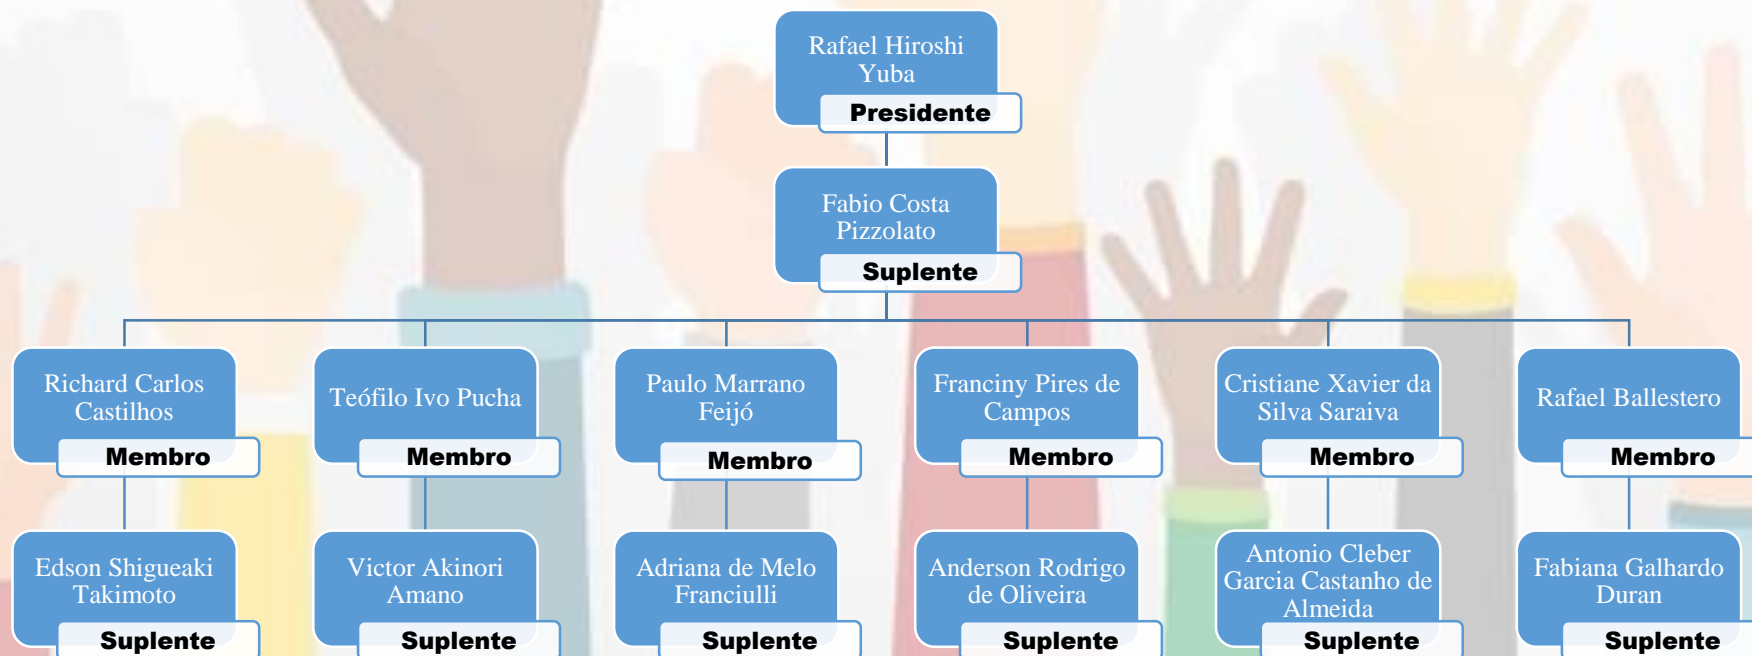 Rafael Hiroshi
Yuba
Presidente
Fabio Costa
Pizzolato
Suplente
Richard Carlos
Castilhos
Membro
Teófilo Ivo Pucha
Membro
Paulo Marrano
Feijó
Membro
Franciny Pires de
Campos
Membro
Cristiane Xavier da
Silva Saraiva
Membro
Rafael Ballestero
Membro
Edson Shigueaki
Takimoto
Suplente
Victor Akinori
Amano
Suplente
Adriana de Melo
Franciulli
Suplente
Anderson Rodrigo
de Oliveira
Suplente
Antonio Cleber
Garcia Castanho de
Almeida
Suplente
Fabiana Galhardo
Duran
Suplente